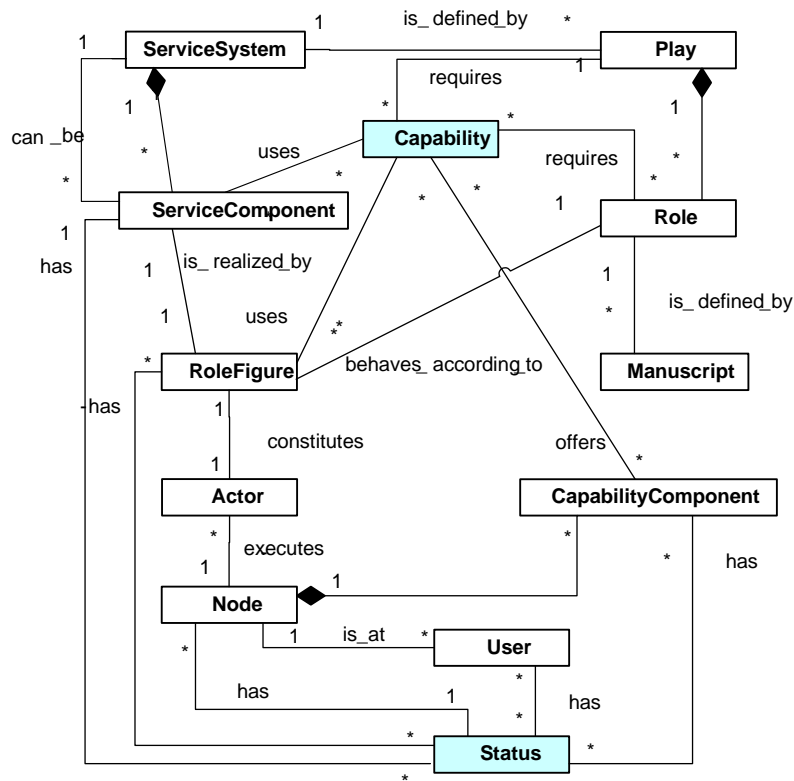 1 is_ defined_by *
1 ServiceSystem Play
requires 1
1 * * 1
can _be Capability
* uses * requires *
* ServiceComponent * * 1 * Role
1
has 1 is_ realized_by 1
* is_ defined_by
1 uses *
*
* RoleFigure behaves_ according_to Manuscript
-has 1
constitutes offers
1 *
Actor CapabilityComponent
* executes * * has
1 1
Node
1 is_at * User
* *
has 1 * has
* Status *
*